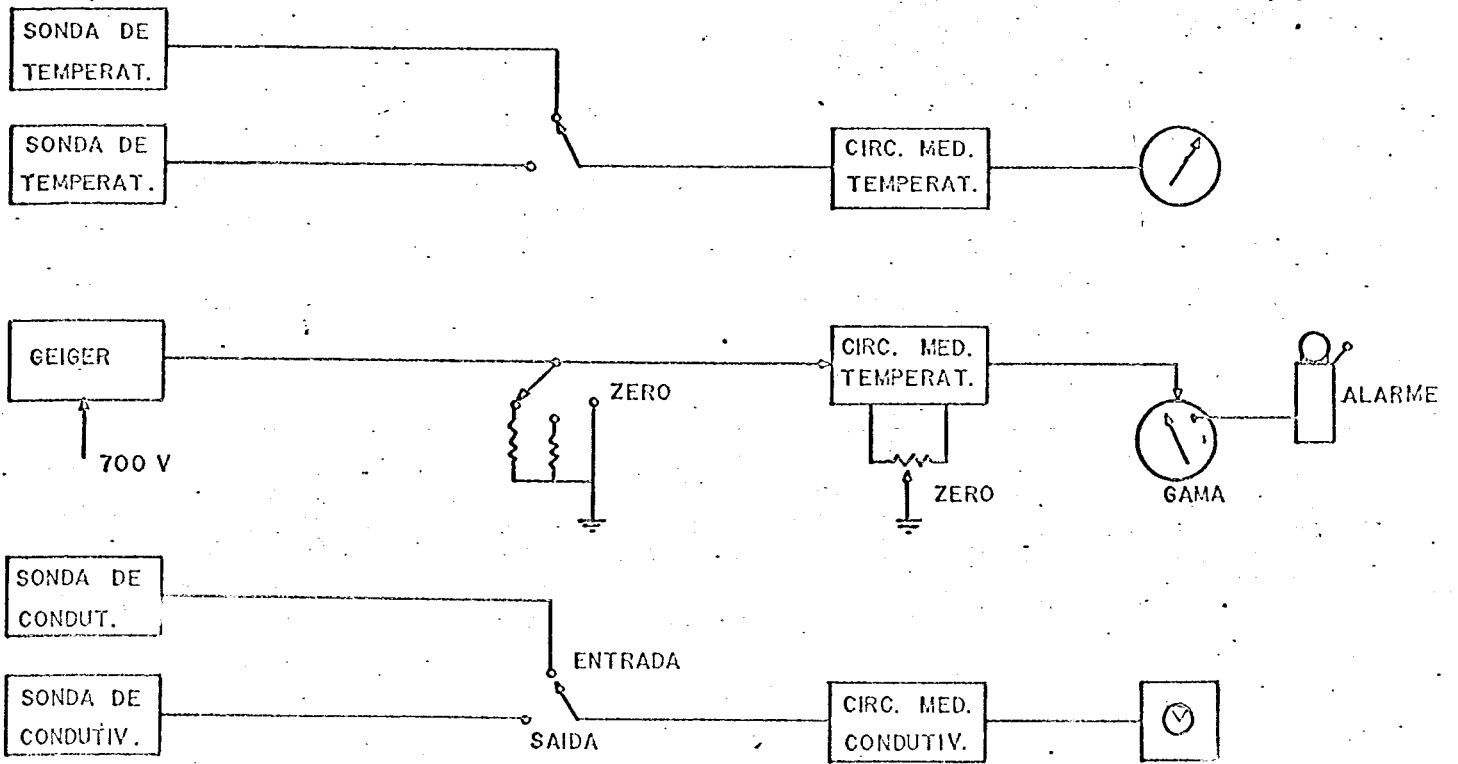 SONDA DE
TEMPERAT.
SONDA DE
TEMPERAT.
CIRC. MED.
TEMPERAT.
GEIGER
700 V
ZERO
CIRC. MED.
TEMPERAT.
ZERO
GAMA
ALARME
SONDA DE
CONDUT.
SONDA DE
CONDUTIV.
ENTRADA
SAIDA
CIRC. MED.
CONDUTIV.